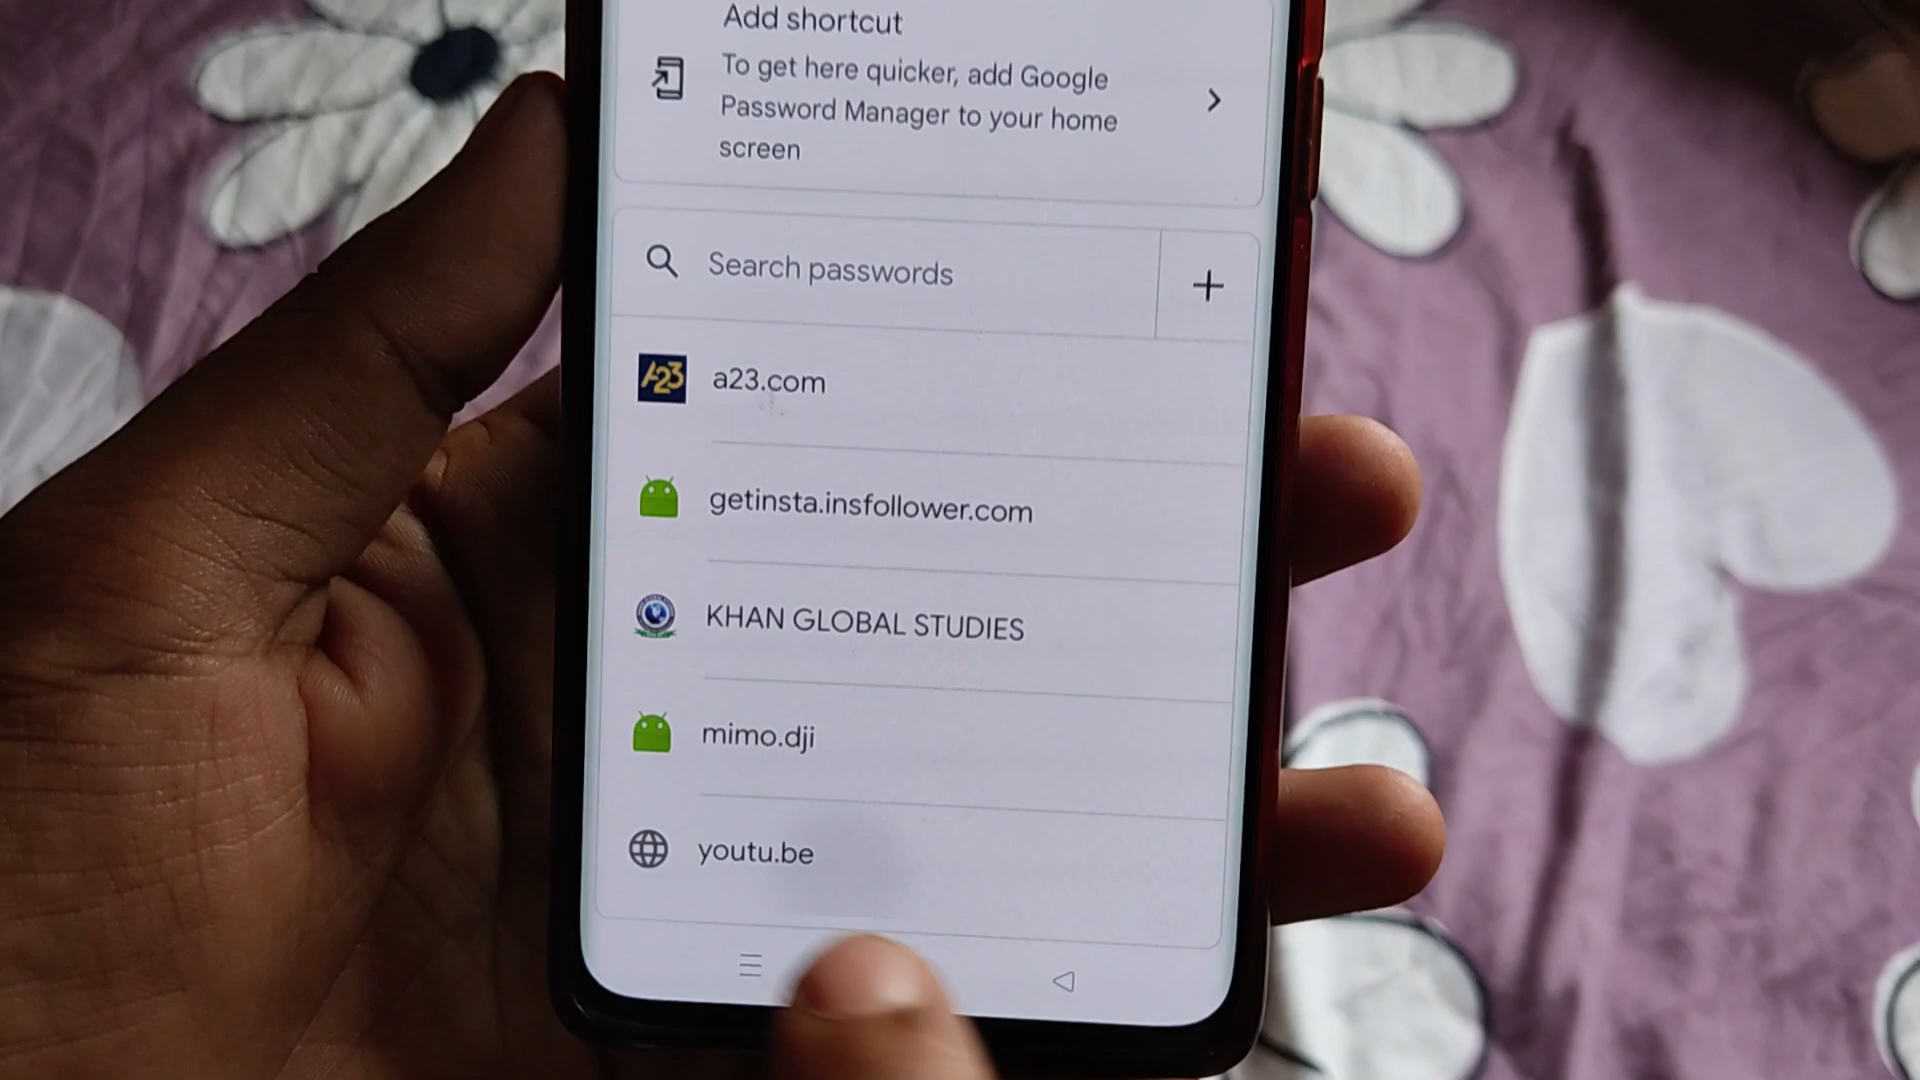 Add shortcut
To get here quicker, add Google
Password Manager to your home
screen
Search passwords
A23
a23.com
getinsta.insfollower.com
KHAN GLOBAL STUDIES
mimo.dji
youtu.be